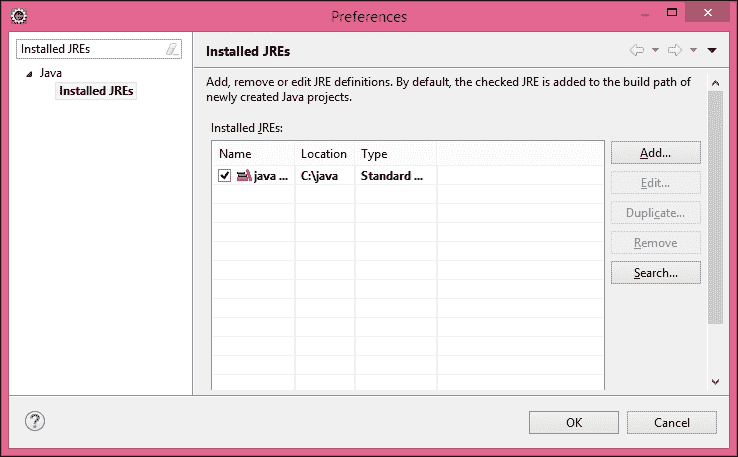 Preferences
Installed JREs
Java
Installed JREs
Installed JREs
Add, remove or edit JRE definitions. By default, the checked JRE is added to the build path of
newly created Java projects.
Installed JREs:
Name Location Type
java ... C:\java Standard ...
Add...
Edit...
Duplicate...
Remove
Search...
OK Cancel